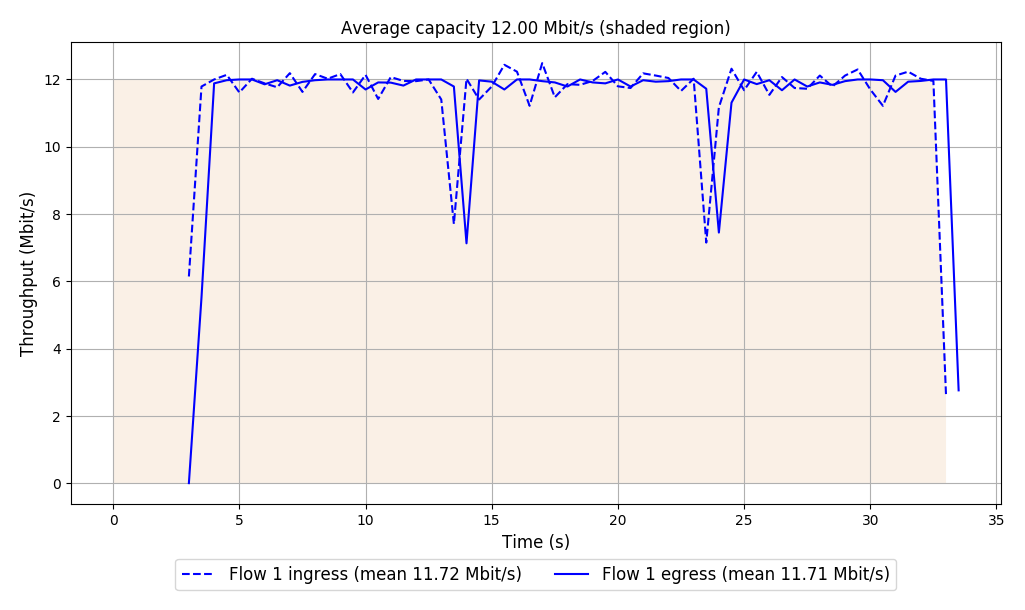 Average capacity 12.00 Mbit/s (shaded region)
Throughput (Mbit/s)
12
10
8
6
4
2
0
0 5 10 15 20 25 30 35
Time (s)
Flow 1 ingress (mean 11.72 Mbit/s) Flow 1 egress (mean 11.71 Mbit/s)